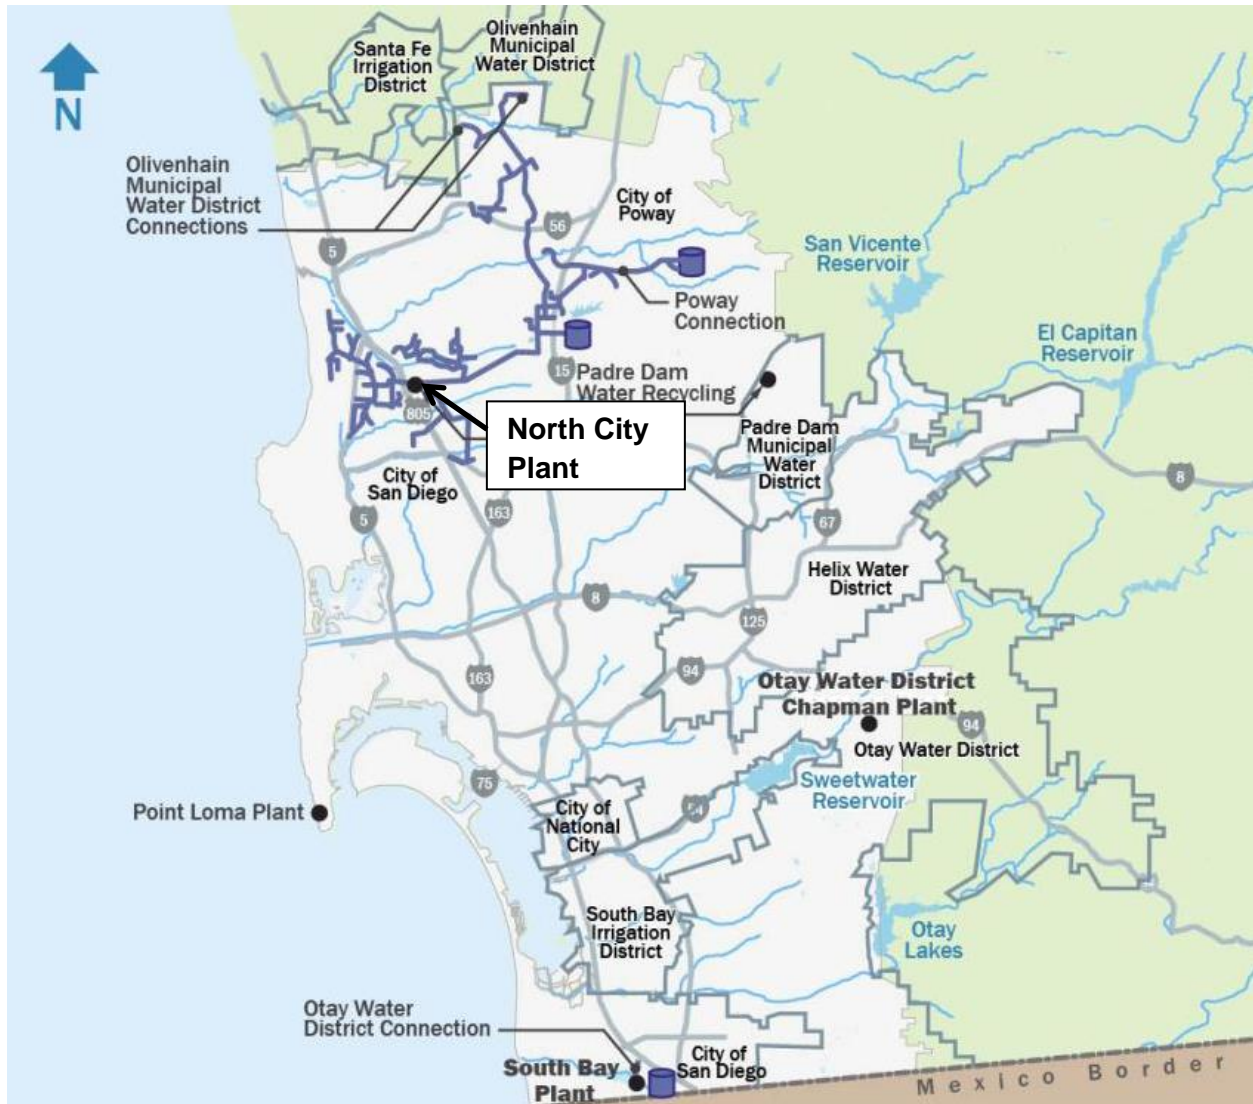 Olivenhain
Municipal
Water District
Santa Fe
Irrigation
District
N
Olivenhain
Municipal
Water District
Connections
City of
Poway
56
5
San Vicente
Reservoir
Poway
Connection
El Capitan
Reservoir
15
Padre Dam
Water Recycling
805
North City
Plant
Padre Dam
Municipal
Water
District
City of
San Diego
8
163
5
67
Helix Water
District
8
125
163
94
Otay Water District
Chapman Plant
94
Otay Water District
75
Sweetwater
Reservoir
Point Loma Plant
City of
National
City
54
South Bay
Irrigation
District
Otay
Lakes
Otay Water
District Connection
City of
San Diego
South Bay
Plant
Mexico Border